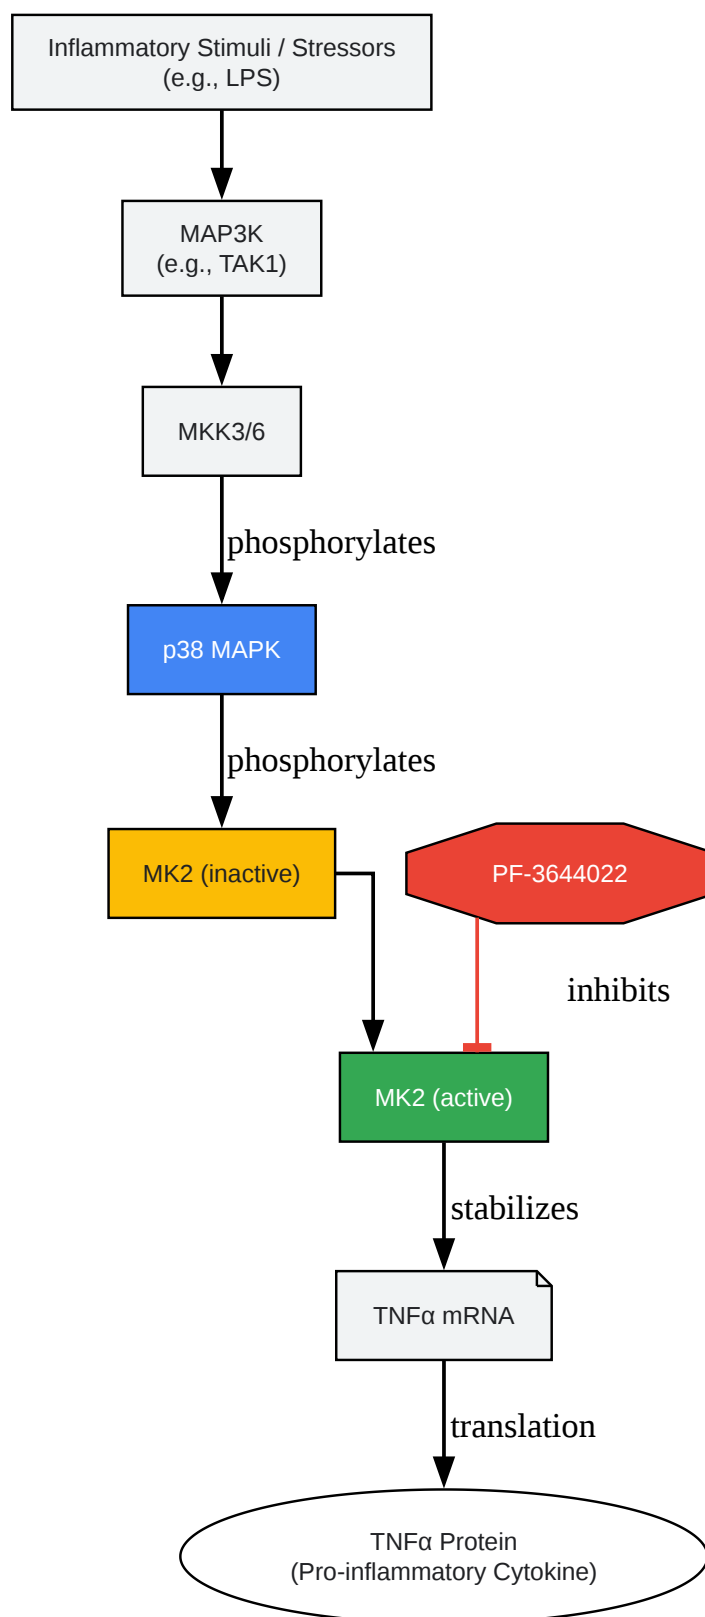 Inflammatory Stimuli / Stressors
(e.g., LPS)
MAP3K
(e.g., TAK1)
MKK3/6
phosphorylates
p38 MAPK
phosphorylates
MK2 (inactive)
PF-3644022
inhibits
MK2 (active)
stabilizes
TNFα mRNA
translation
TNFα Protein
(Pro-inflammatory Cytokine)